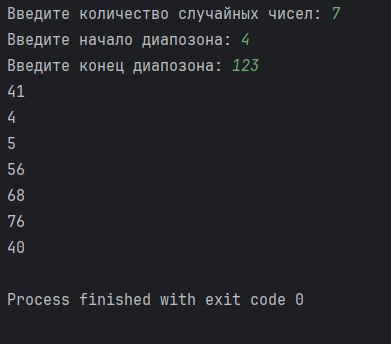 Введите количество случайных чисел: 7
Введите начало диапозона: 4
Введите конец диапозона: 123
41
4
5
56
68
76
40
Process finished with exit code 0